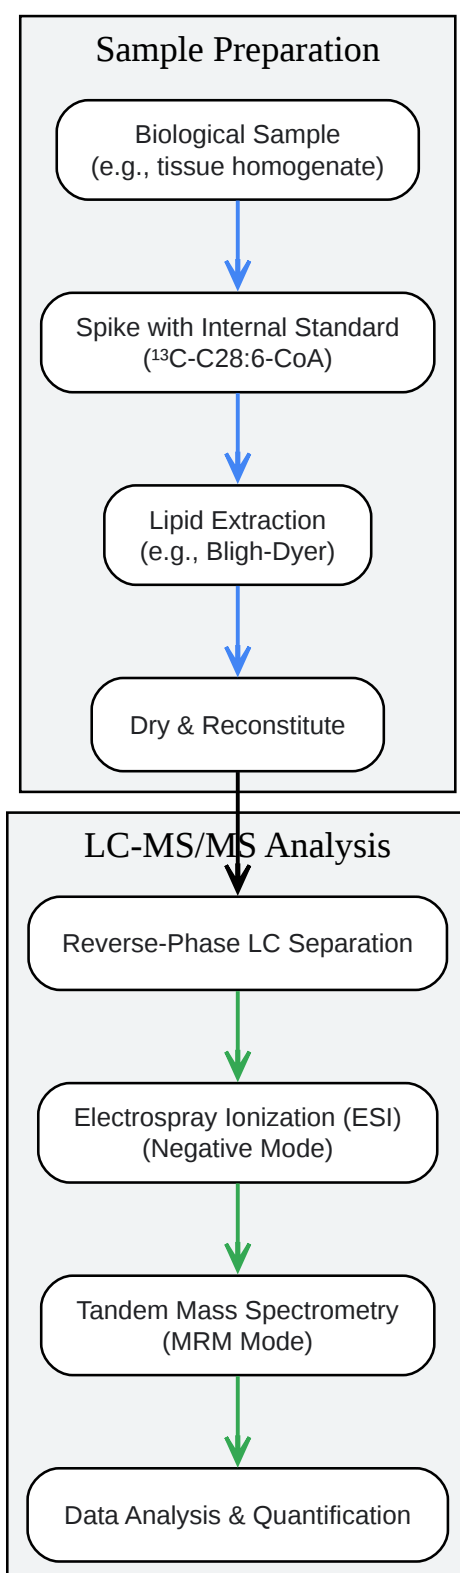 Sample Preparation
Biological Sample
(e.g., tissue homogenate)
Spike with Internal Standard
(¹³C-C28:6-CoA)
Lipid Extraction
(e.g., Bligh-Dyer)
Dry & Reconstitute
LC-MS/MS Analysis
Reverse-Phase LC Separation
Electrospray Ionization (ESI)
(Negative Mode)
Tandem Mass Spectrometry
(MRM Mode)
Data Analysis & Quantification